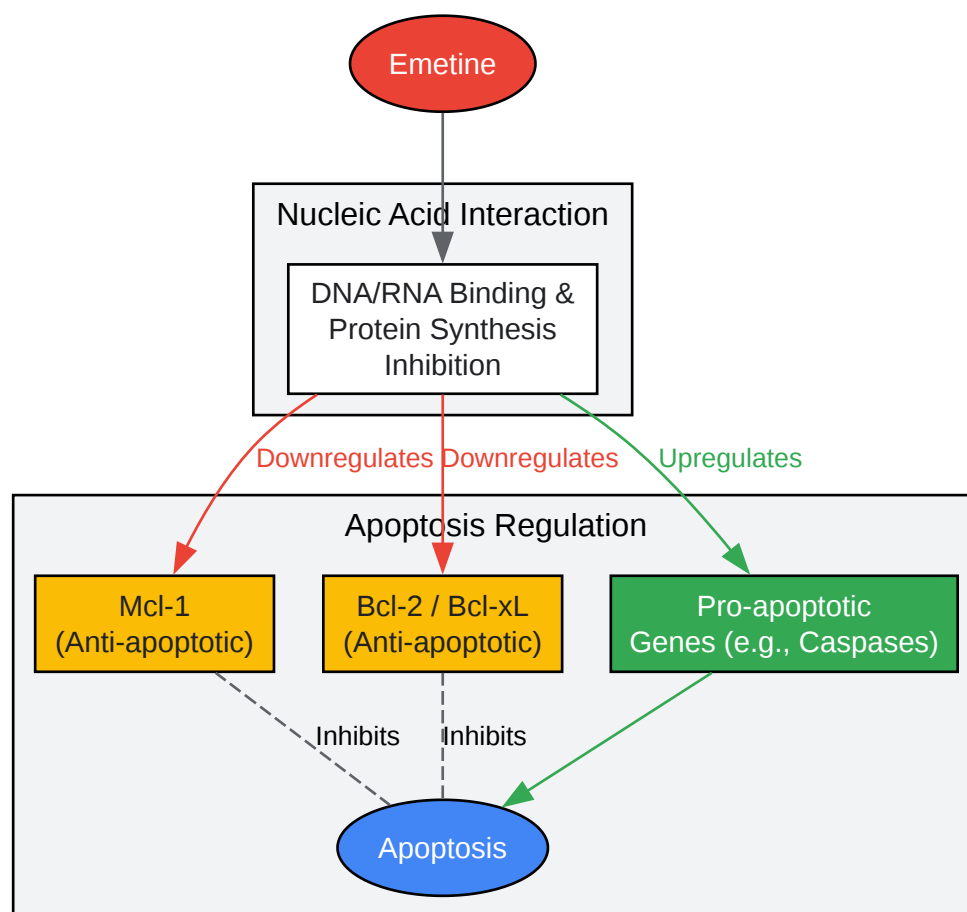 Emetine
Nucleic Acid Interaction
DNA/RNA Binding &
Protein Synthesis
Inhibition
Downregulates
Downregulates
Upregulates
Apoptosis Regulation
Mcl-1
(Anti-apoptotic)
Bcl-2 / Bcl-xL
(Anti-apoptotic)
Pro-apoptotic
Genes (e.g., Caspases)
Inhibits
Inhibits
Apoptosis